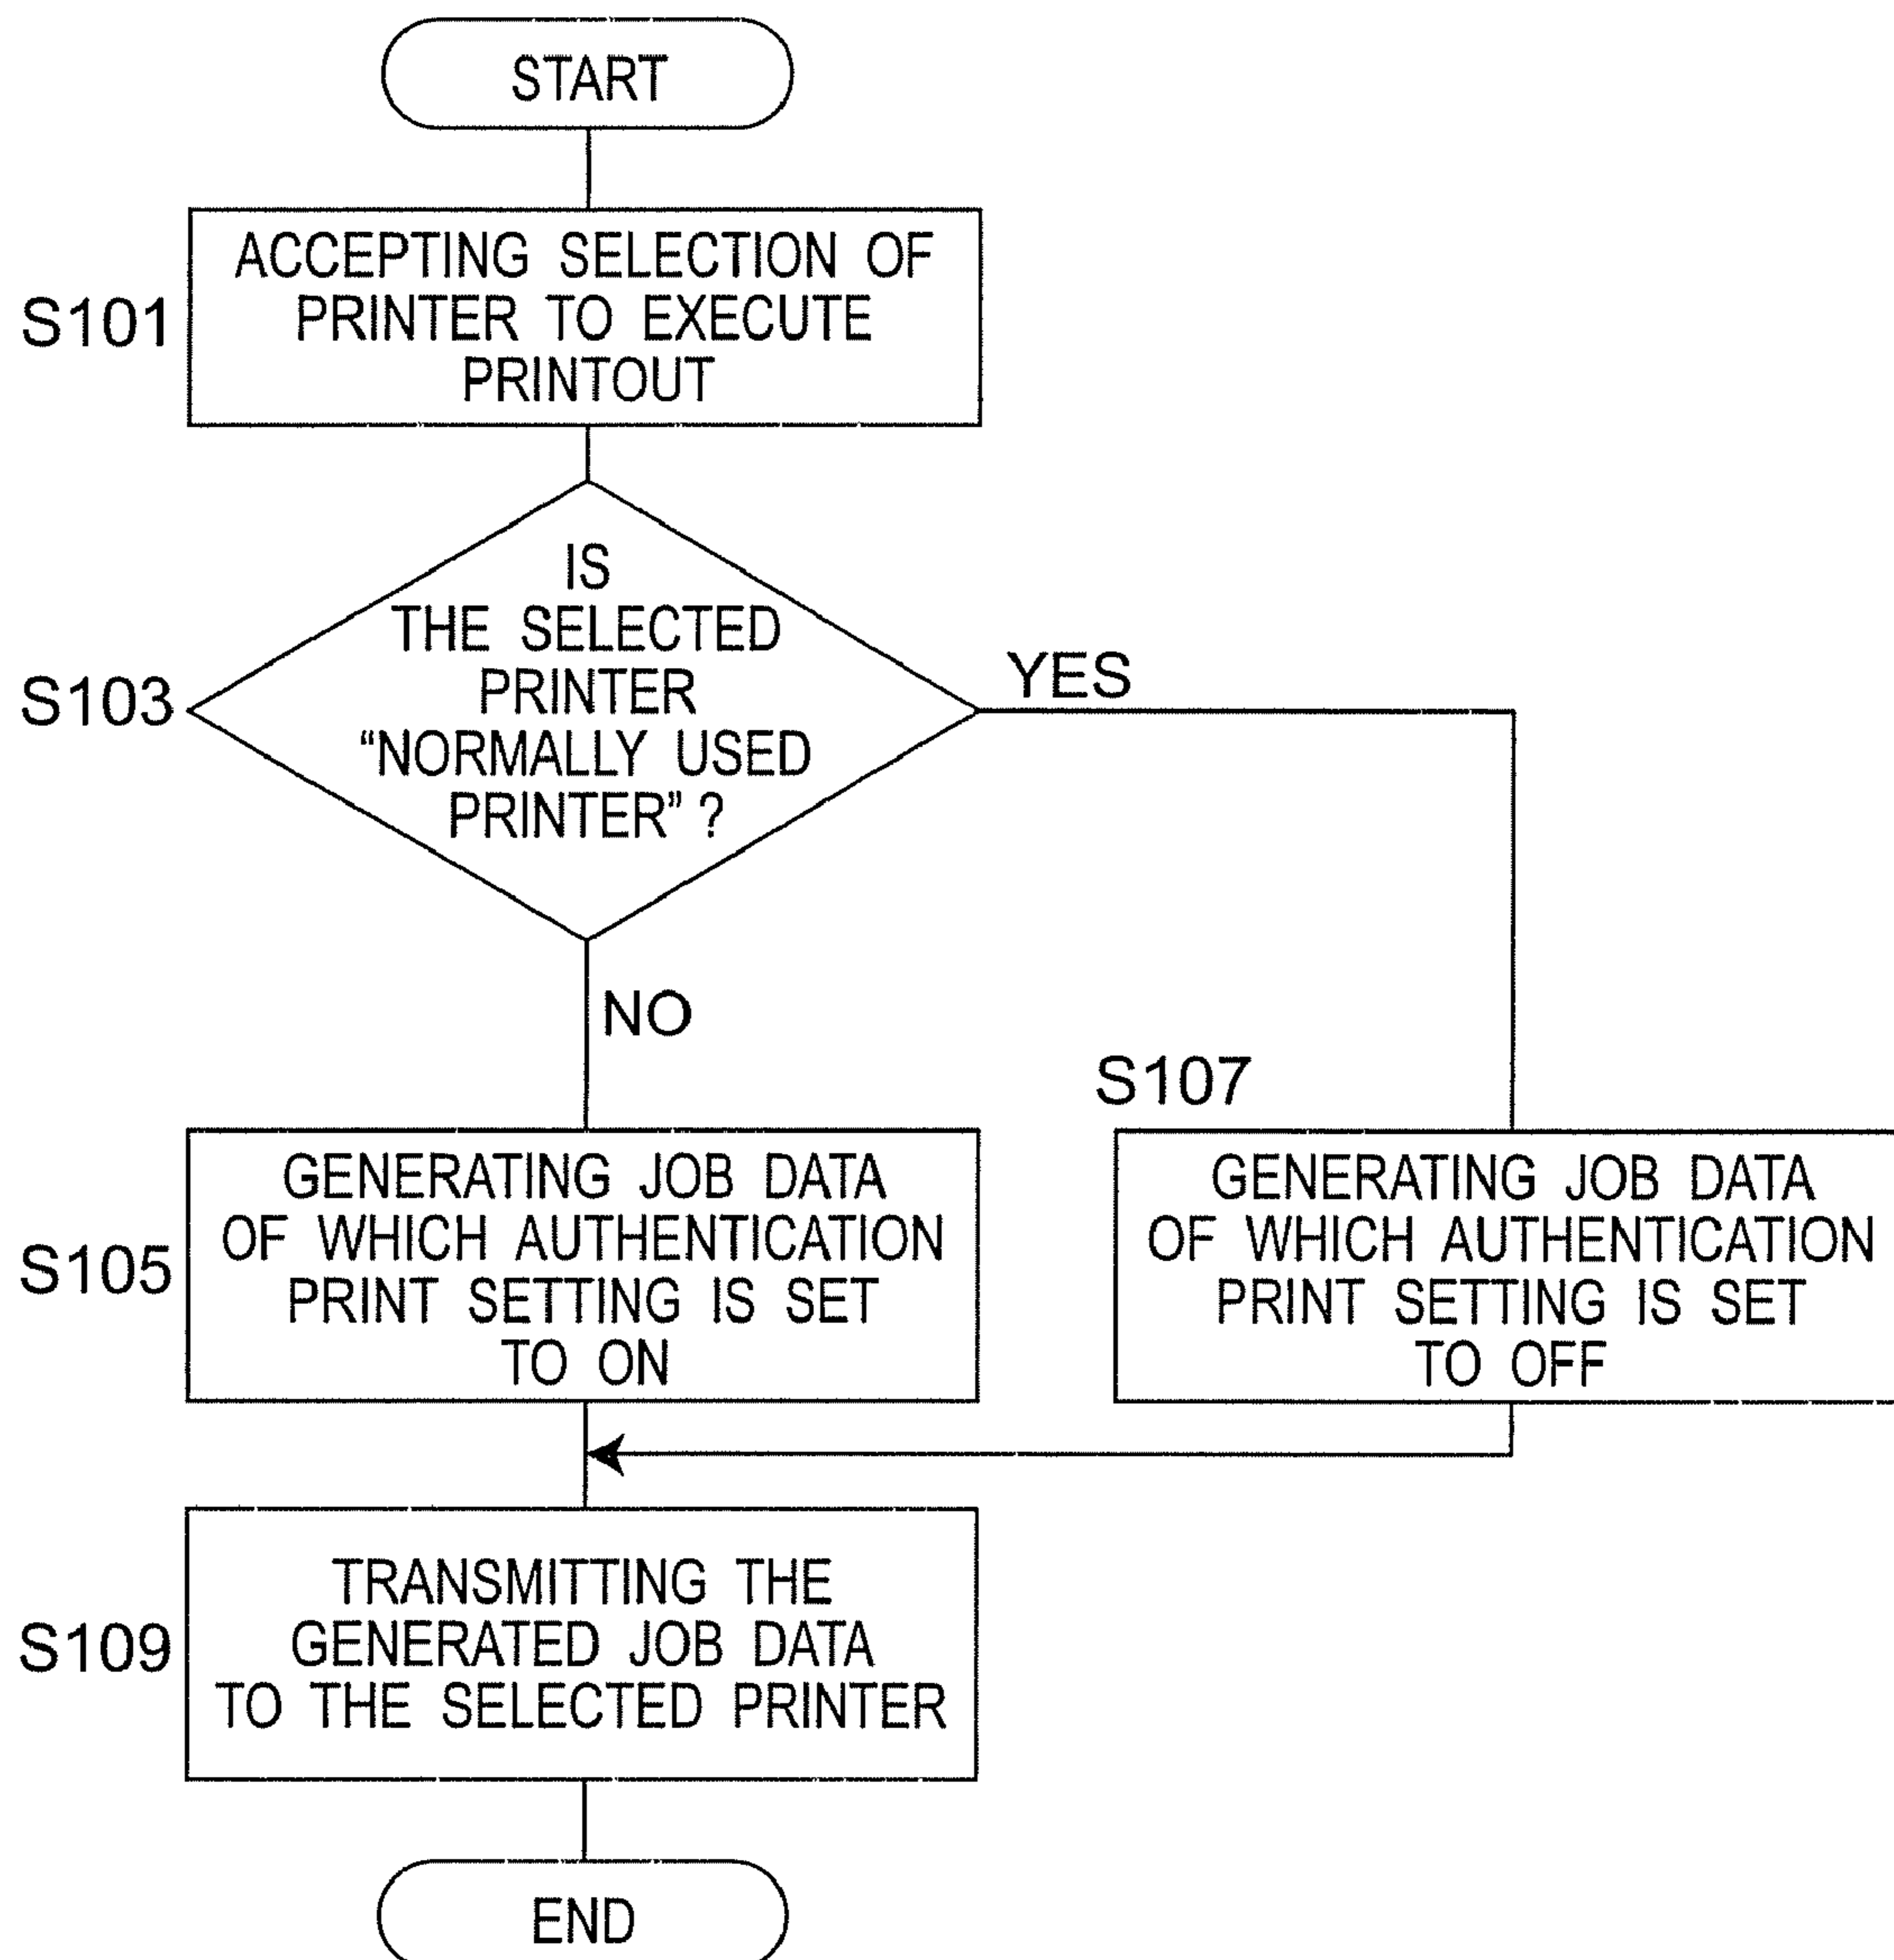 START
S101
ACCEPTING SELECTION OF
PRINTER TO EXECUTE
PRINTOUT
S103
IS
THE SELECTED
PRINTER
“NORMALLY USED
PRINTER” ?
YES
NO
S105
GENERATING JOB DATA
OF WHICH AUTHENTICATION
PRINT SETTING IS SET
TO ON
S107
GENERATING JOB DATA
OF WHICH AUTHENTICATION
PRINT SETTING IS SET
TO OFF
S109
TRANSMITTING THE
GENERATED JOB DATA
TO THE SELECTED PRINTER
END